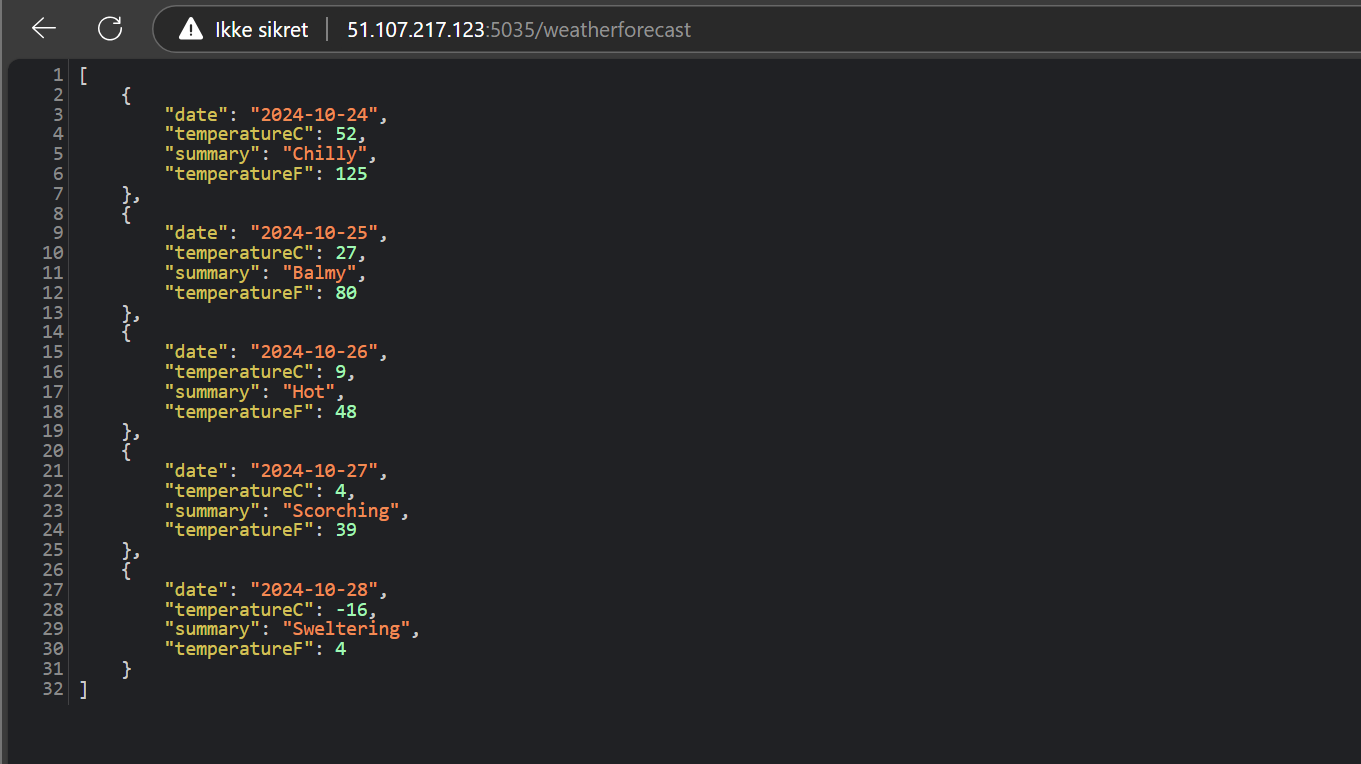 Ikke sikret | 51.107.217.123:5035/weatherforecast
1 [
2     {
3         "date": "2024-10-24",
4         "temperatureC": 52,
5         "summary": "Chilly",
6         "temperatureF": 125
7     },
8     {
9         "date": "2024-10-25",
10         "temperatureC": 27,
11         "summary": "Balmy",
12         "temperatureF": 80
13     },
14     {
15         "date": "2024-10-26",
16         "temperatureC": 9,
17         "summary": "Hot",
18         "temperatureF": 48
19     },
20     {
21         "date": "2024-10-27",
22         "temperatureC": 4,
23         "summary": "Scorching",
24         "temperatureF": 39
25     },
26     {
27         "date": "2024-10-28",
28         "temperatureC": -16,
29         "summary": "Sweltering",
30         "temperatureF": 4
31     }
32 ]